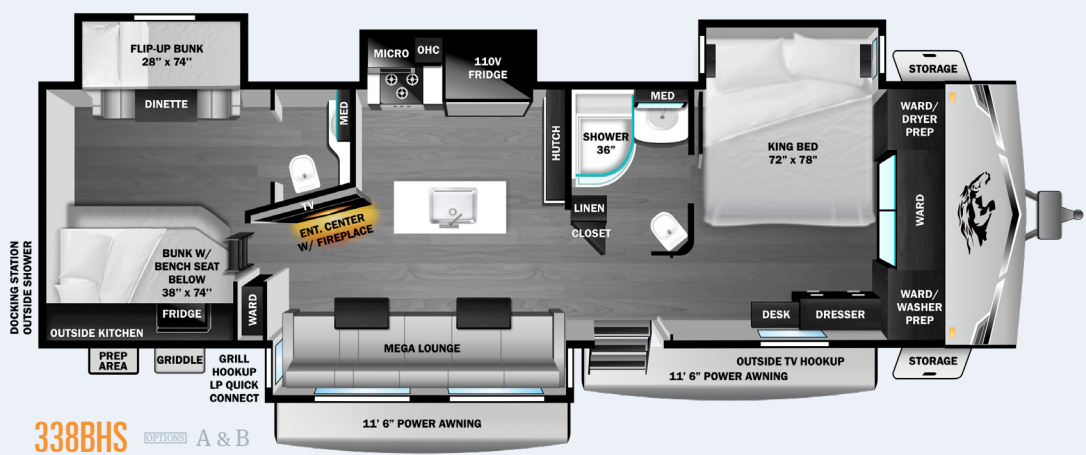 FLIP-UP BUNK
28" x 74"
DINETTE
MED
MICRO
OHC
110V
FRIDGE
HUTCH
SHOWER
36"
MED
LINEN
CLOSET
KING BED
72" x 78"
STORAGE
WARD/
DRYER
PREP
WARD
WARD/
WASHER
PREP
STORAGE
TV
ENT. CENTER
W/ FIREPLACE
BUNK W/
BENCH SEAT
BELOW
38" x 74"
FRIDGE
WARD
DOCKING STATION
OUTSIDE SHOWER
OUTSIDE KITCHEN
PREP
AREA
GRIDDLE
GRILL
HOOKUP
LP QUICK
CONNECT
MEGA LOUNGE
DESK
DRESSER
OUTSIDE TV HOOKUP
11' 6" POWER AWNING
11' 6" POWER AWNING
338BHS
OPTIONS
A & B